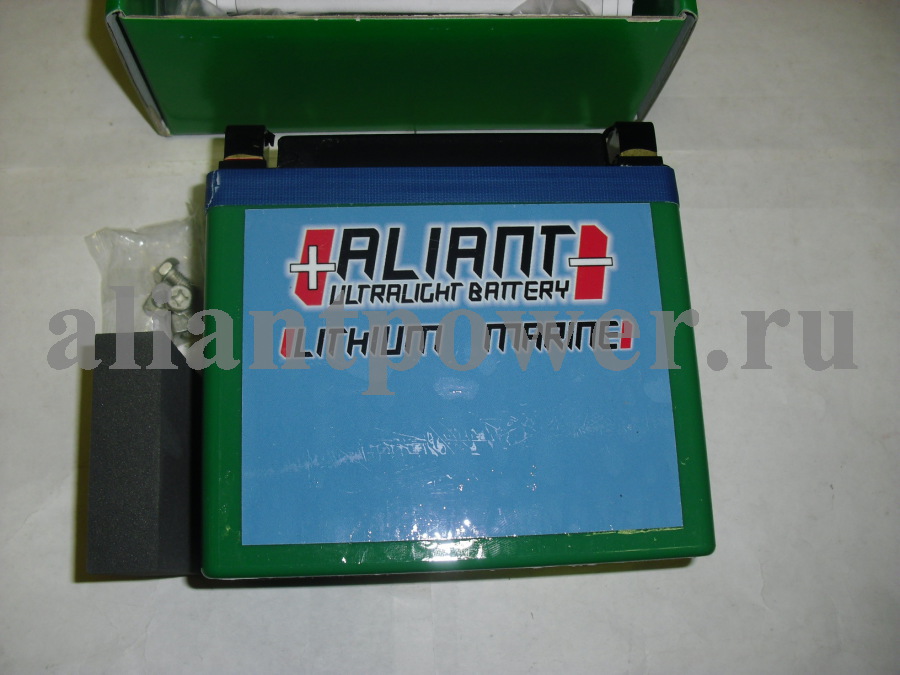 ALIANT
ULTRALIGHT BATTERY
LITHIUM MARINE
aliantpower.ru